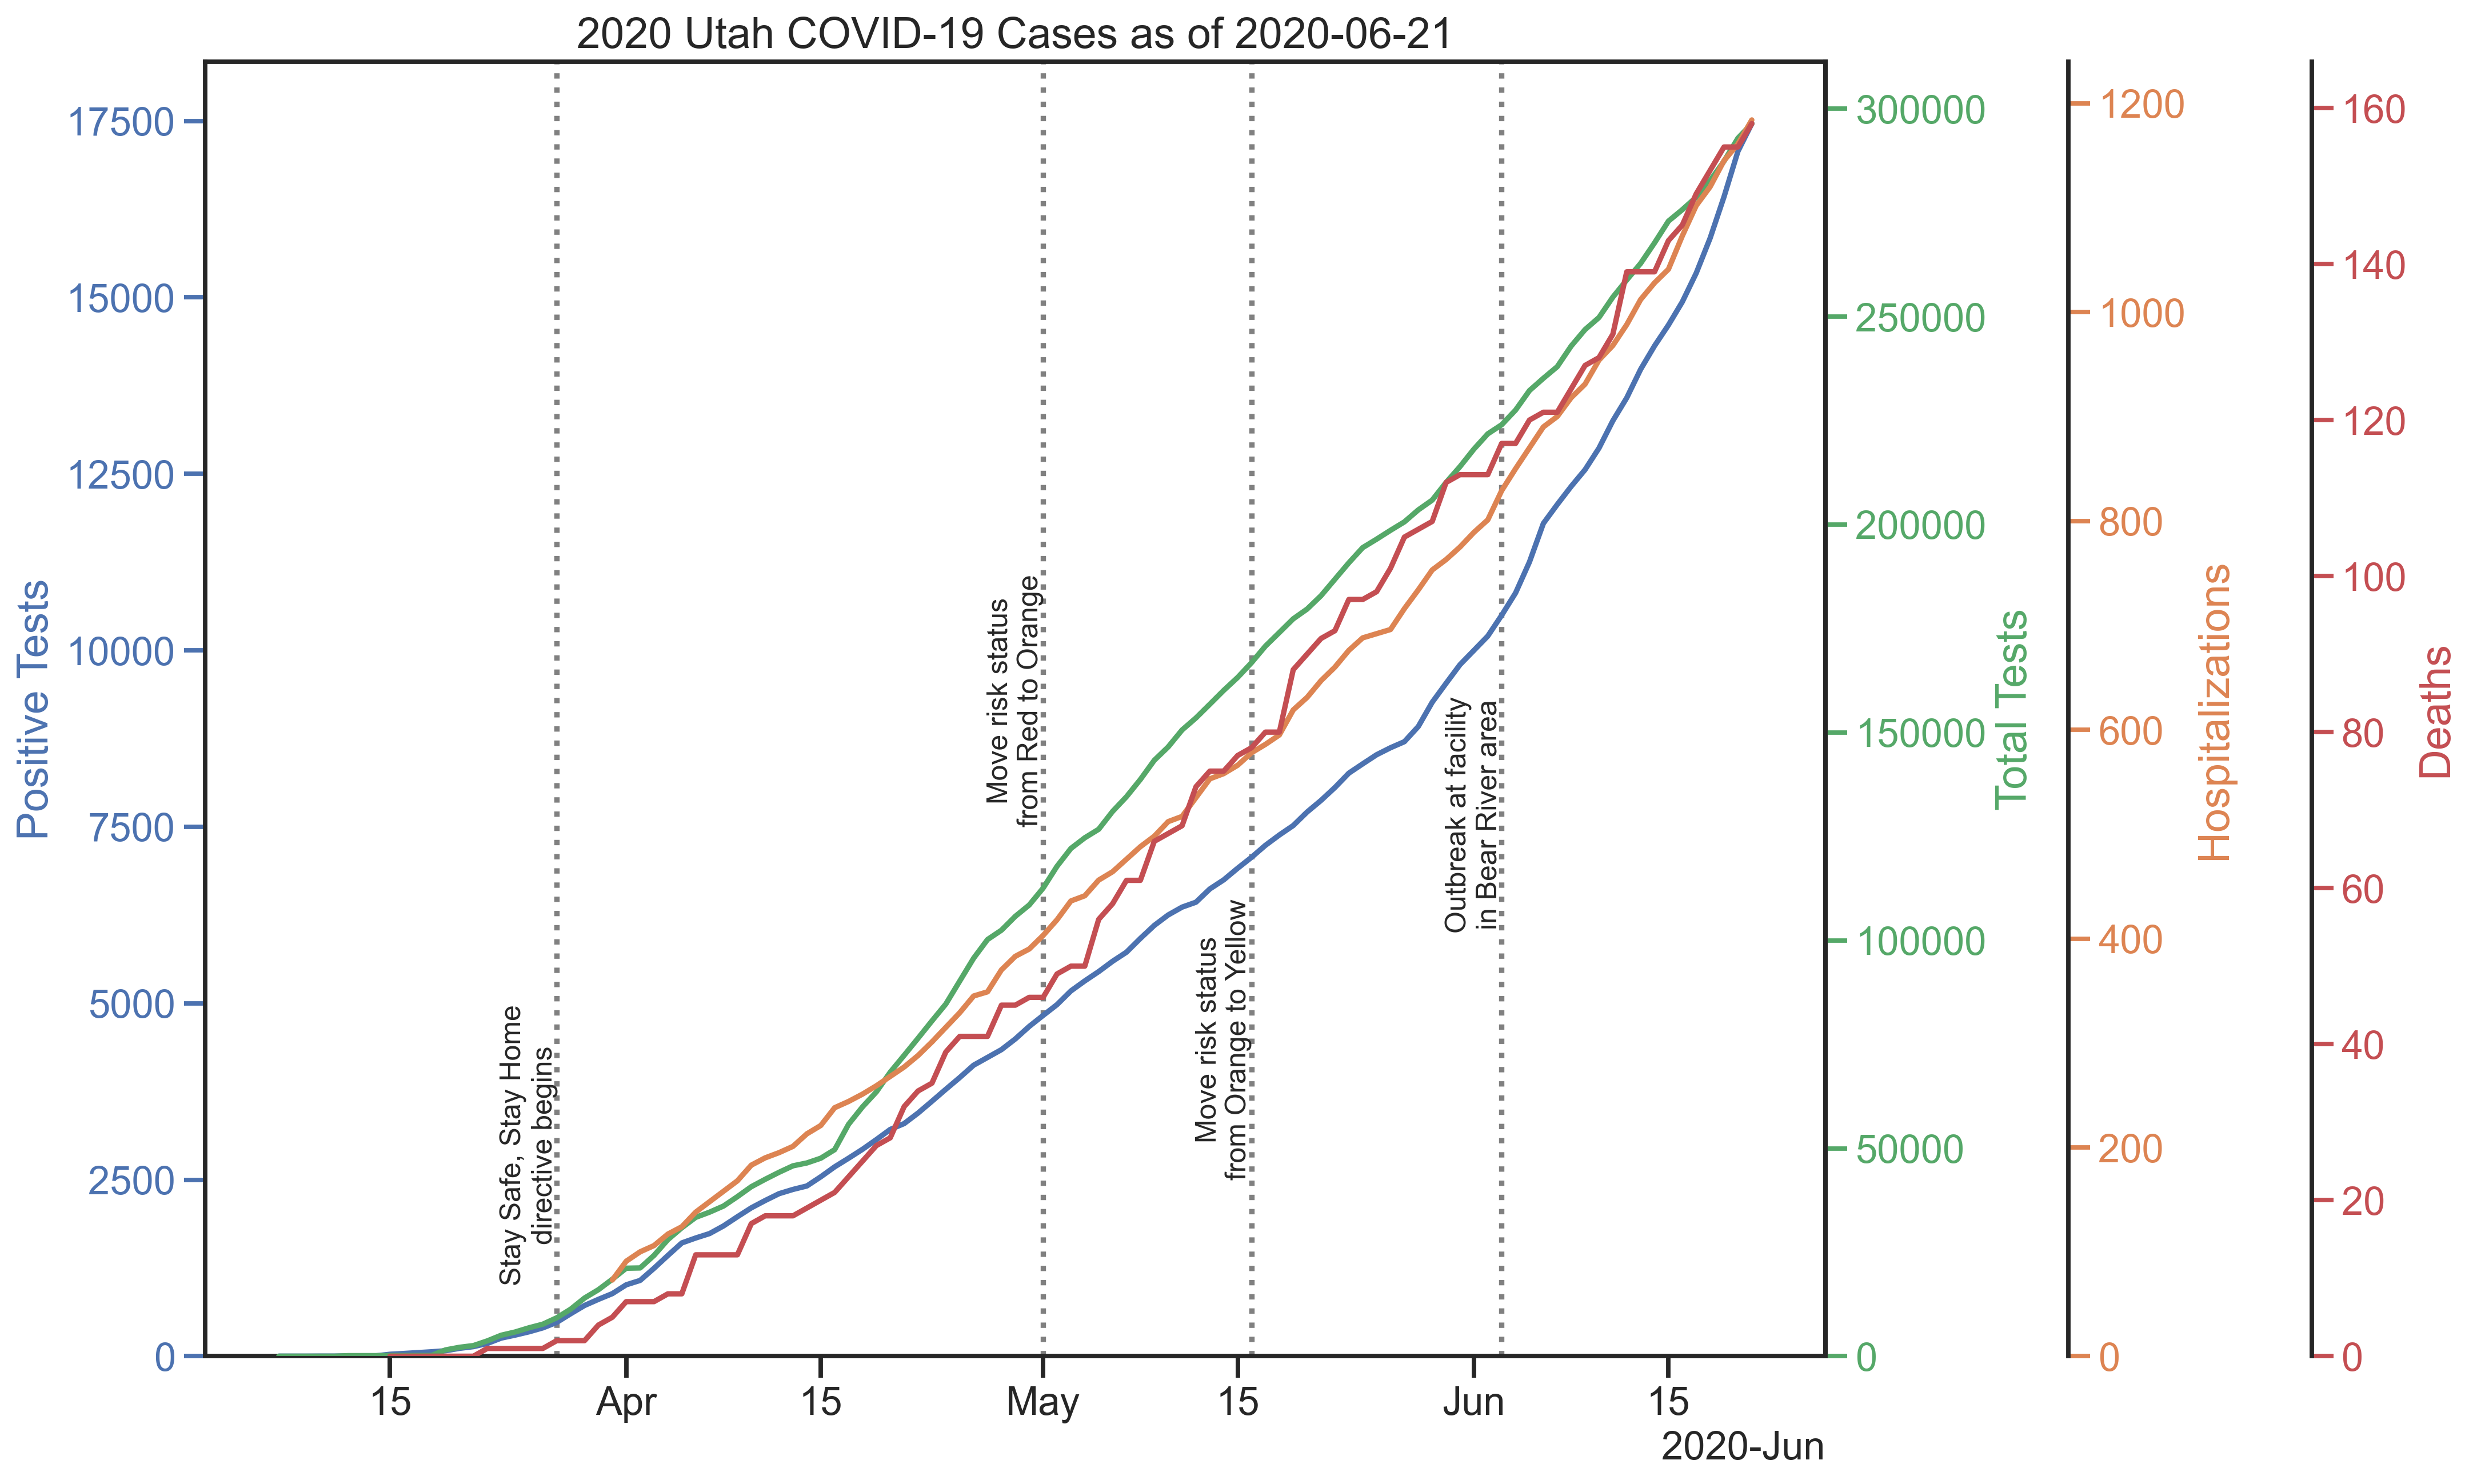 2020 Utah COVID-19 Cases as of 2020-06-21
Positive Tests
17500
15000
12500
10000
7500
5000
2500
0
Stay Safe, Stay Home
directive begins
Move risk status
from Red to Orange
Move risk status
from Orange to Yellow
Outbreak at facility
in Bear River area
15
Apr
15
May
15
Jun
15
2020-Jun
300000
250000
200000
150000
100000
50000
0
Total Tests
1200
1000
800
600
400
200
0
Hospitalizations
160
140
120
100
80
60
40
20
0
Deaths